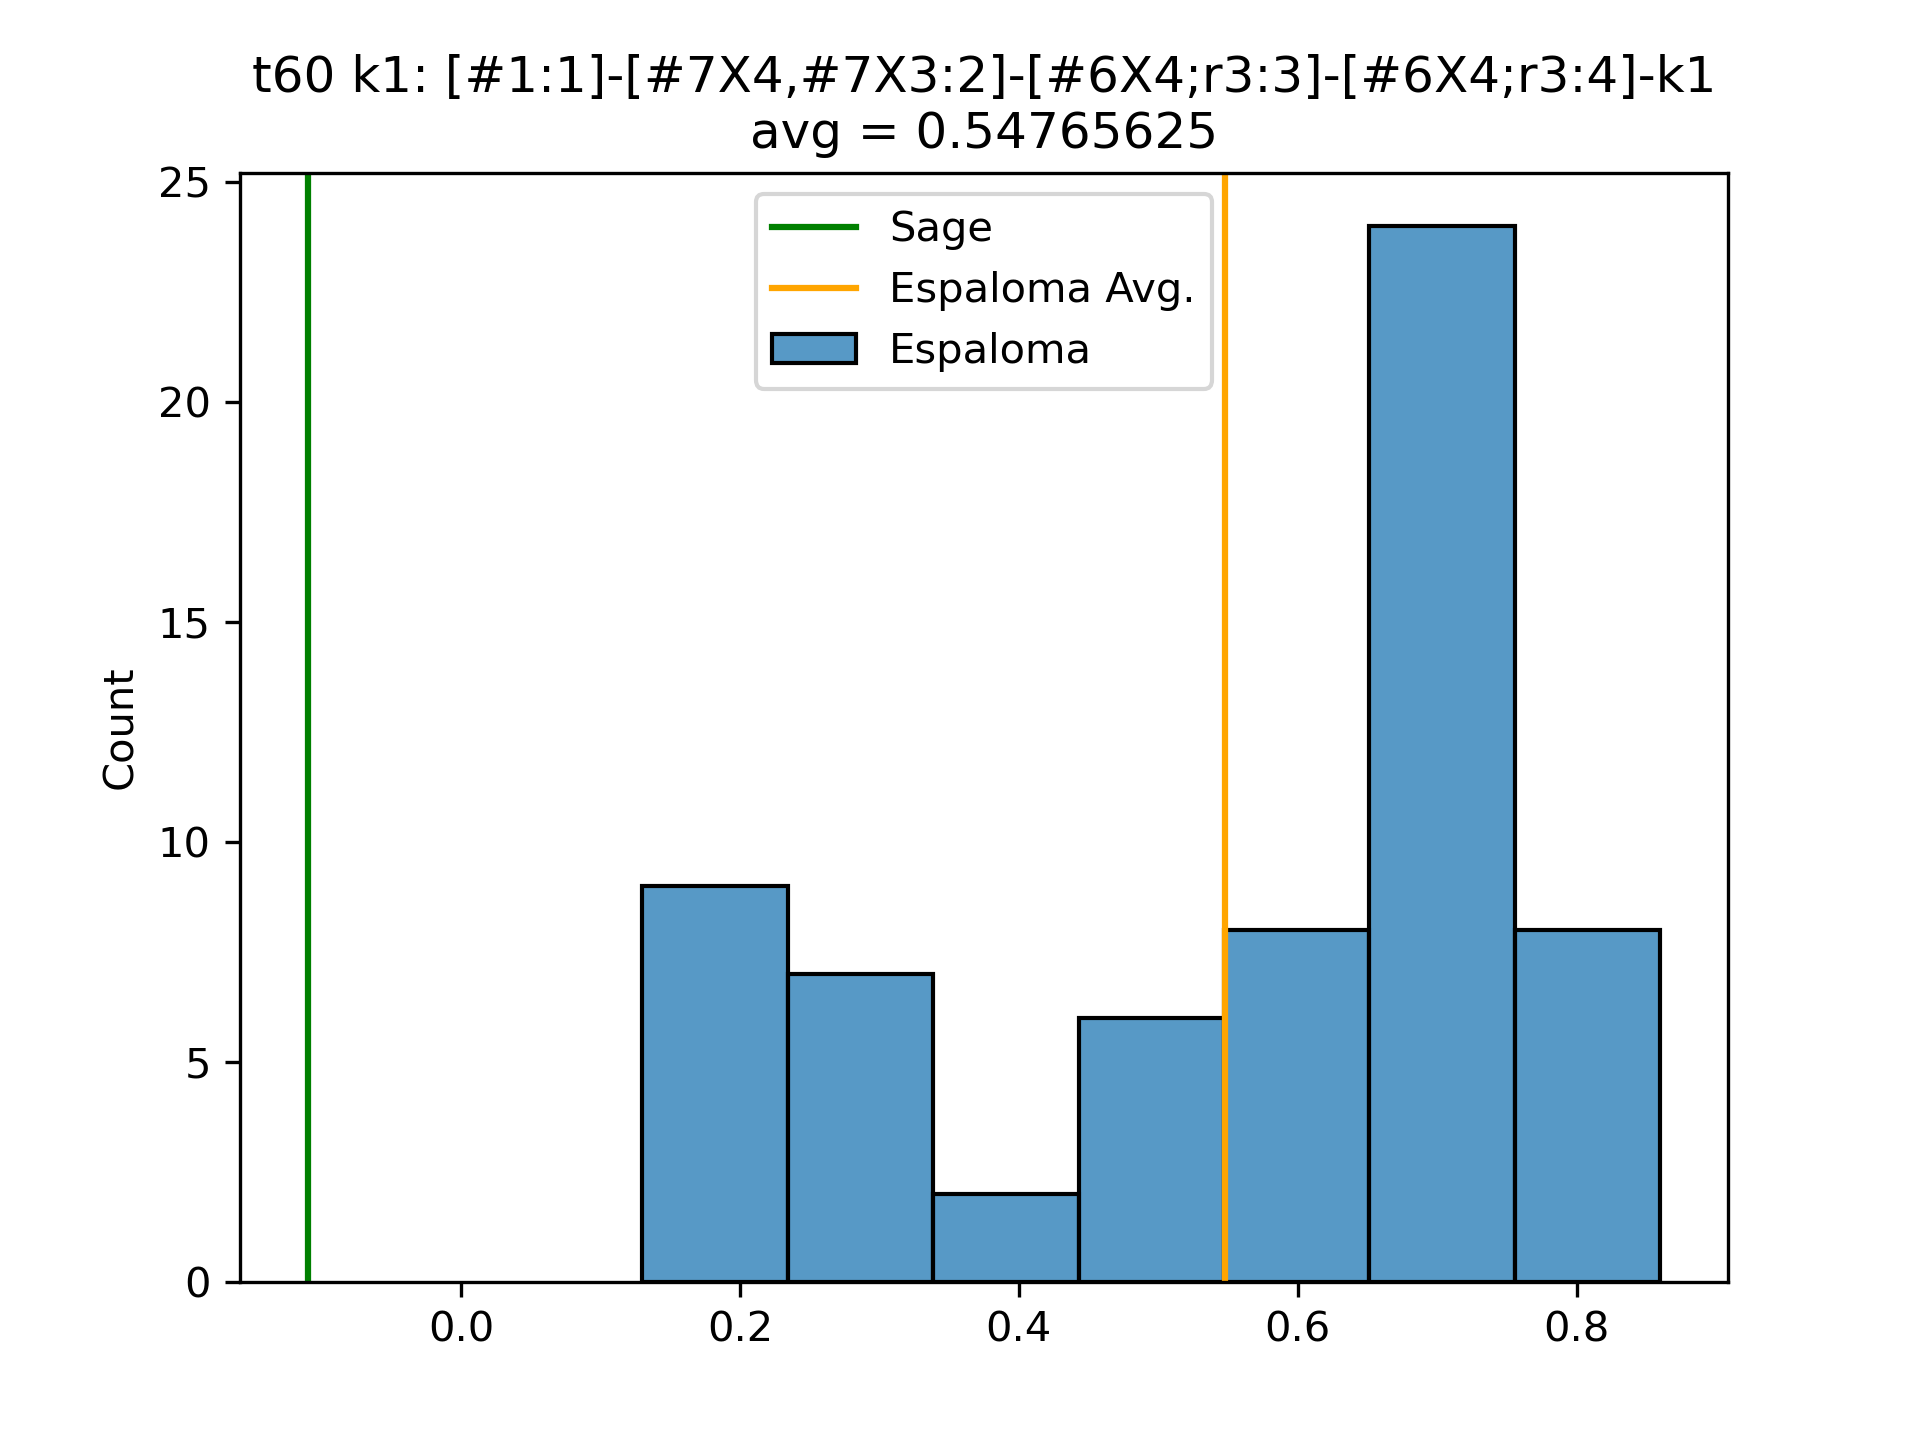 t60 k1: [#1:1]-[#7X4,#7X3:2]-[#6X4;r3:3]-[#6X4;r3:4]-k1
avg = 0.54765625
Sage
Espaloma Avg.
Espaloma
Count
25
20
15
10
5
0
0.0 0.2 0.4 0.6 0.8